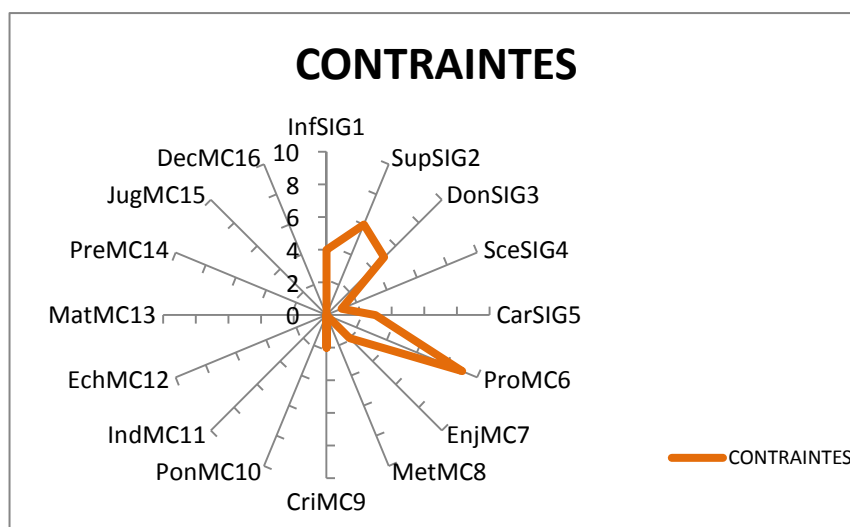 CONTRAINTES
InfSIG1
SupSIG2
DonSIG3
SceSIG4
CarSIG5
ProMC6
EnjMC7
MetMC8
CriMC9
PonMC10
IndMC11
EchMC12
MatMC13
PreMC14
JugMC15
DecMC16
10
8
6
4
2
0
CONTRAINTES